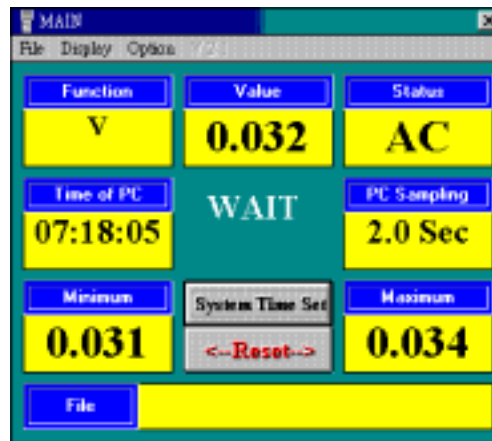 MAIN
File Display Option
Function Value Status
V 0.032 AC
Time of PC WAIT PC Sampling
07:18:05 2.0 Sec
Minimum System Time Set Maximum
0.031 <--Reset--> 0.034
File